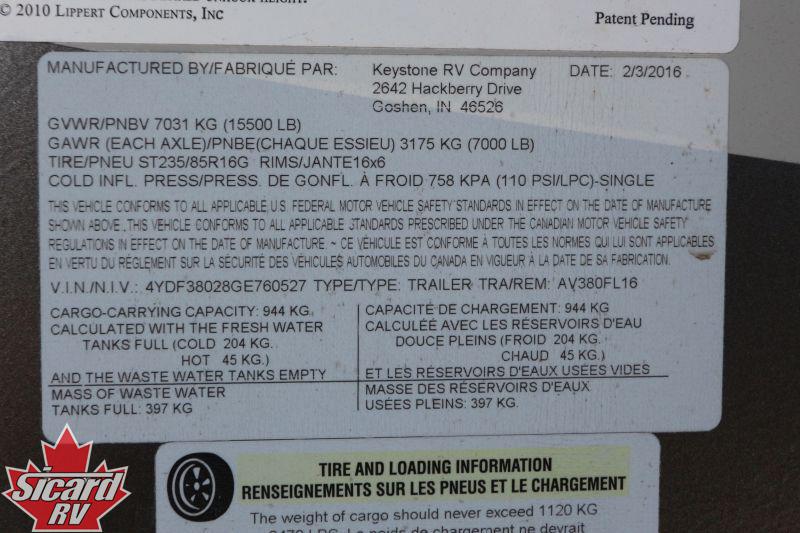 © 2010 LIPPERT COMPONENTS, INC
Patent Pending
MANUFACTURED BY/FABRIQUÉ PAR: Keystone RV Company DATE: 2/3/2016
2642 Hackberry Drive
Goshen, IN 46526
GVWR/PNBV 7031 KG (15500 LB)
GAWR (EACH AXLE)/PNBE(CHAQUE ESSIEU) 3175 KG (7000 LB)
TIRE/PNEU ST235/85R16G RIMS/JANTE16x6
COLD INFL. PRESS/PRESS. DE GONFL. À FROID 758 KPA (110 PSI/LPC)-SINGLE
THIS VEHICLE CONFORMS TO ALL APPLICABLE U.S. FEDERAL MOTOR VEHICLE SAFETY STANDARDS IN EFFECT ON THE DATE OF MANUFACTURE
SHOWN ABOVE. THIS VEHICLE CONFORMS TO ALL APPLICABLE STANDARDS PRESCRIBED UNDER THE CANADIAN MOTOR VEHICLE SAFETY
REGULATIONS IN EFFECT ON THE DATE OF MANUFACTURE. ~ CE VÉHICULE EST CONFORME À TOUTES LES NORMES QUI LUI SONT APPLICABLES
EN VERTU DU RÈGLEMENT SUR LA SÉCURITÉ DES VÉHICULES AUTOMOBILES DU CANADA EN VIGUEUR À LA DATE DE SA FABRICATION.
V.I.N./N.I.V.: 4YDF38028GE760527 TYPE/TYPE: TRAILER TRA/REM: AV380FL16
CARGO-CARRYING CAPACITY: 944 KG.
CALCULATED WITH THE FRESH WATER
TANKS FULL (COLD 204 KG.
HOT 45 KG.)
AND THE WASTE WATER TANKS EMPTY
MASS OF WASTE WATER
TANKS FULL: 397 KG
CAPACITÉ DE CHARGEMENT: 944 KG
CALCULÉE AVEC LES RÉSERVOIRS D'EAU
DOUCE PLEINS (FROID 204 KG.
CHAUD 45 KG.)
ET LES RÉSERVOIRS D'EAUX USÉES VIDES
MASSE DES RÉSERVOIRS D'EAUX
USÉES PLEINS: 397 KG.
TIRE AND LOADING INFORMATION
RENSEIGNEMENTS SUR LES PNEUS ET LE CHARGEMENT
The weight of cargo should never exceed 1120 KG
Le poids de chargement ne devrait
Sicard
RV